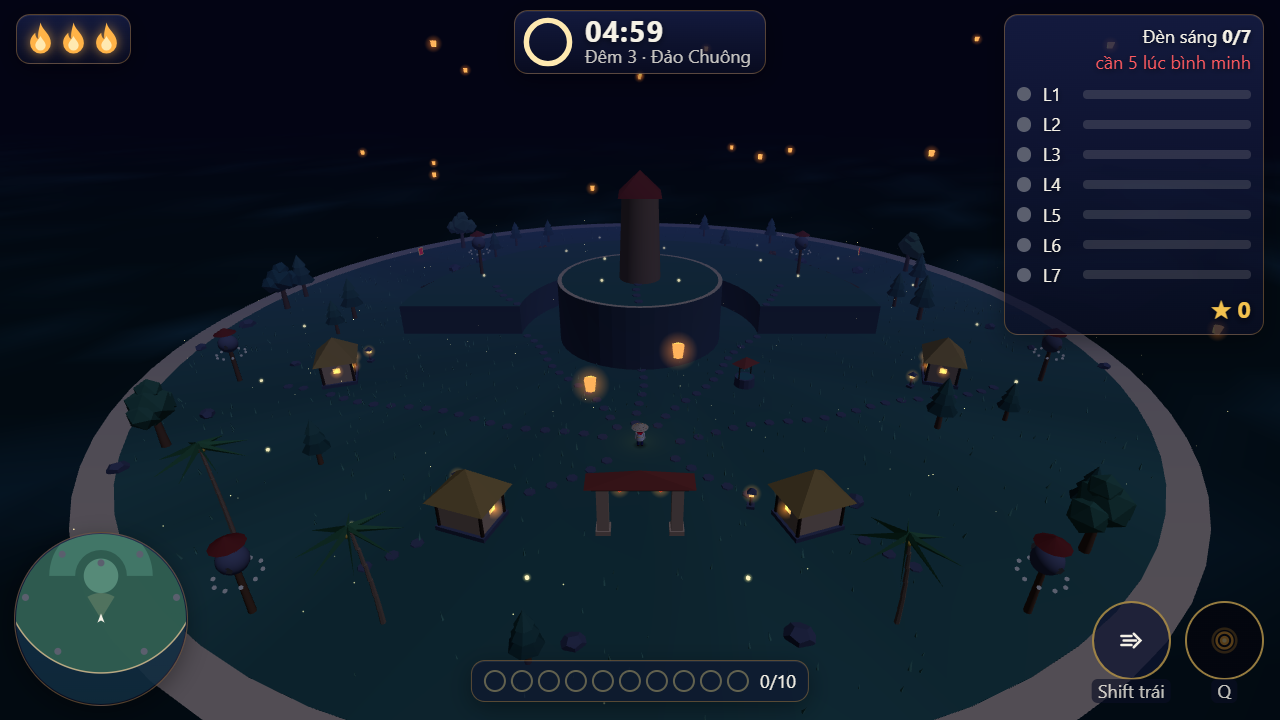 04:59
Đêm 3 · Đảo Chuông
Đèn sáng 0/7
cần 5 lúc bình minh
L1
L2
L3
L4
L5
L6
L7
★ 0
0/10
Shift trái
Q